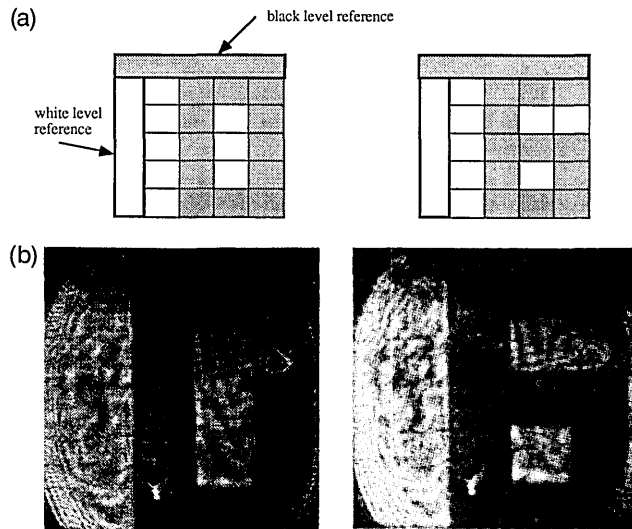 (a)
black level reference
white level
reference
(b)